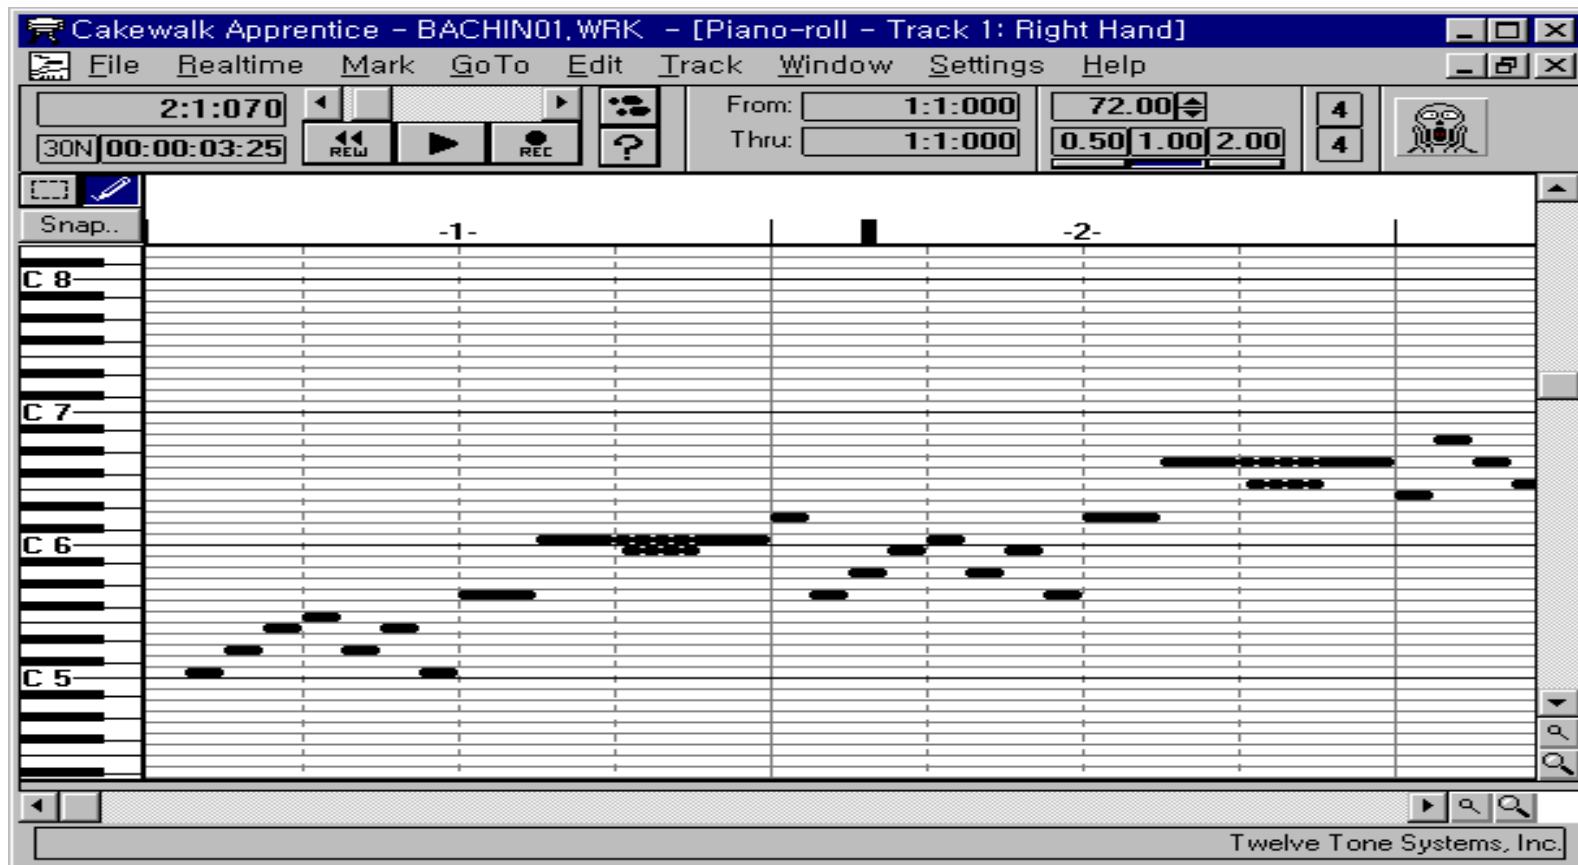 Cakewalk Apprentice - BACHIN01.WRK - [Piano-roll - Track 1: Right Hand]
File Realtime Mark GoTo Edit Track Window Settings Help
2:1:070 From: 1:1:000 72.00 4
30N 00:00:03:25 REW REC ? Thru: 1:1:000 0.50 1.00 2.00 4
Snap.. -1- -2-
C 8
C 7
C 6
C 5
Twelve Tone Systems, Inc.